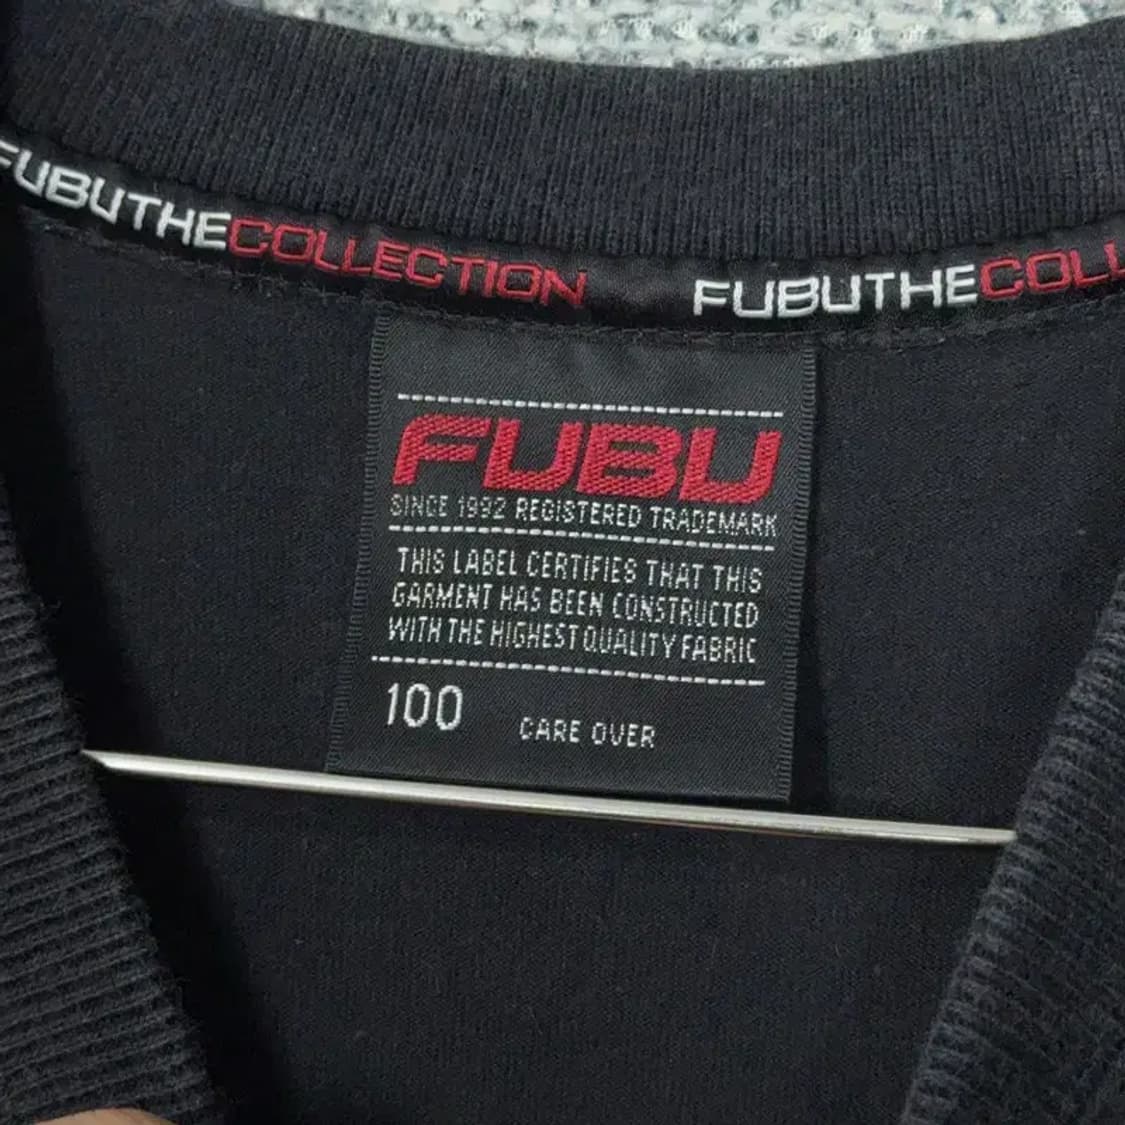 FUBUTHECOLLECTION
FUBUTHECOLL
FUBU
SINCE 1992 REGISTERED TRADEMARK
THIS LABEL CERTIFIES THAT THIS
GARMENT HAS BEEN CONSTRUCTED
WITH THE HIGHEST QUALITY FABRIC
100 CARE OVER